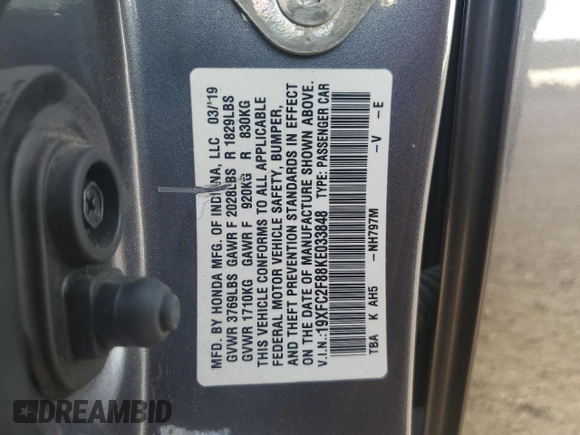 MFD. BY HONDA MFG. OF INDIANA, LLC 03/'19
GVWR 3769LBS GAWR F 2028LBS R 1829LBS
GVWR 1710KG GAWR F 920KG R 830KG
THIS VEHICLE CONFORMS TO ALL APPLICABLE
FEDERAL MOTOR VEHICLE SAFETY, BUMPER,
AND THEFT PREVENTION STANDARDS IN EFFECT
ON THE DATE OF MANUFACTURE SHOWN ABOVE.
V.I.N.:19XFC2F88KE033848 TYPE: PASSENGER CAR
TBA K AH5 -NH797M -V -E
DREAMBID